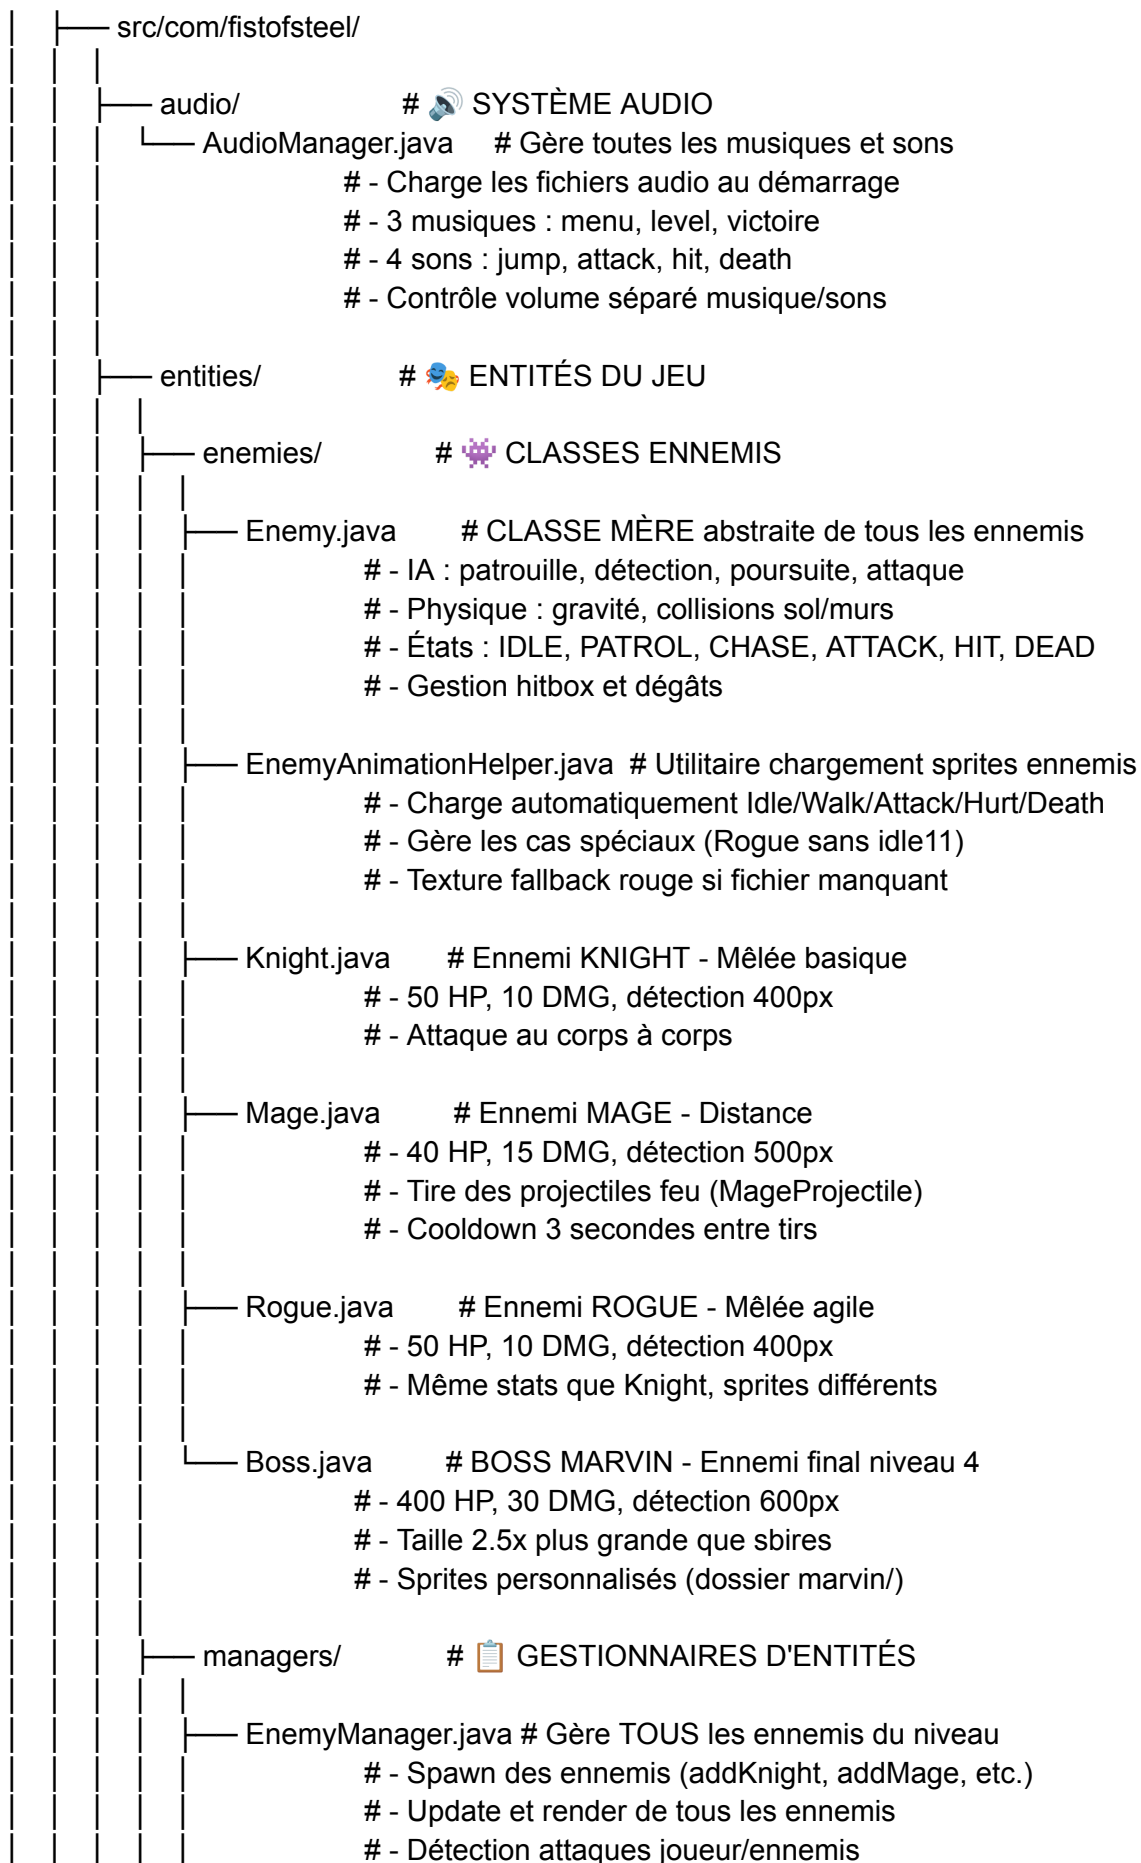 src/com/fistofsteel/
audio/ # 🔊 SYSTÈME AUDIO
AudioManager.java # Gère toutes les musiques et sons
# - Charge les fichiers audio au démarrage
# - 3 musiques : menu, level, victoire
# - 4 sons : jump, attack, hit, death
# - Contrôle volume séparé musique/sons
entities/ # 🎭 ENTITÉS DU JEU
enemies/ # 👾 CLASSES ENNEMIS
Enemy.java # CLASSE MÈRE abstraite de tous les ennemis
# - IA : patrouille, détection, poursuite, attaque
# - Physique : gravité, collisions sol/murs
# - États : IDLE, PATROL, CHASE, ATTACK, HIT, DEAD
# - Gestion hitbox et dégâts
EnemyAnimationHelper.java # Utilitaire chargement sprites ennemis
# - Charge automatiquement Idle/Walk/Attack/Hurt/Death
# - Gère les cas spéciaux (Rogue sans idle11)
# - Texture fallback rouge si fichier manquant
Knight.java # Ennemi KNIGHT - Mêlée basique
# - 50 HP, 10 DMG, détection 400px
# - Attaque au corps à corps
Mage.java # Ennemi MAGE - Distance
# - 40 HP, 15 DMG, détection 500px
# - Tire des projectiles feu (MageProjectile)
# - Cooldown 3 secondes entre tirs
Rogue.java # Ennemi ROGUE - Mêlée agile
# - 50 HP, 10 DMG, détection 400px
# - Même stats que Knight, sprites différents
Boss.java # BOSS MARVIN - Ennemi final niveau 4
# - 400 HP, 30 DMG, détection 600px
# - Taille 2.5x plus grande que sbires
# - Sprites personnalisés (dossier marvin/)
managers/ # 📋 GESTIONNAIRES D'ENTITÉS
EnemyManager.java # Gère TOUS les ennemis du niveau
# - Spawn des ennemis (addKnight, addMage, etc.)
# - Update et render de tous les ennemis
# - Détection attaques joueur/ennemis